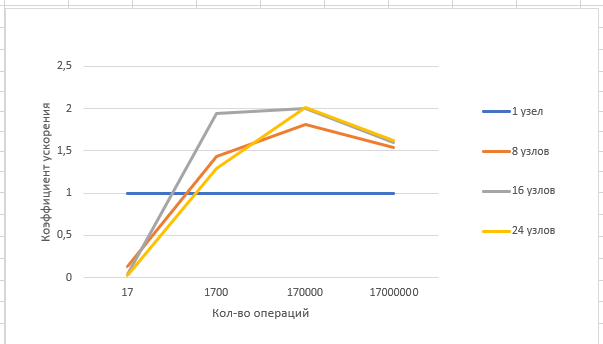 2,5
2
1,5
1
0,5
0
Коэффициент ускорения
17
1700
170000
17000000
Кол-во операций
1 узел
8 узлов
16 узлов
24 узлов